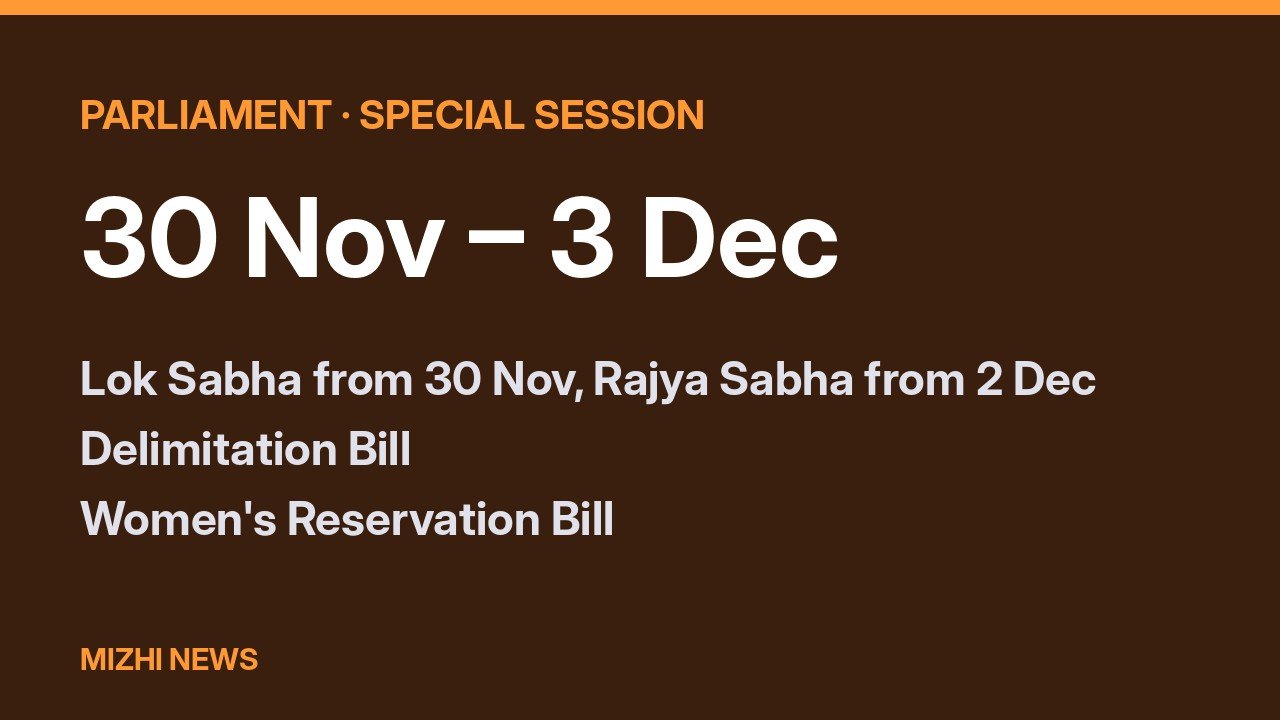 PARLIAMENT · SPECIAL SESSION
30 Nov – 3 Dec
Lok Sabha from 30 Nov, Rajya Sabha from 2 Dec
Delimitation Bill
Women's Reservation Bill
MIZHI NEWS